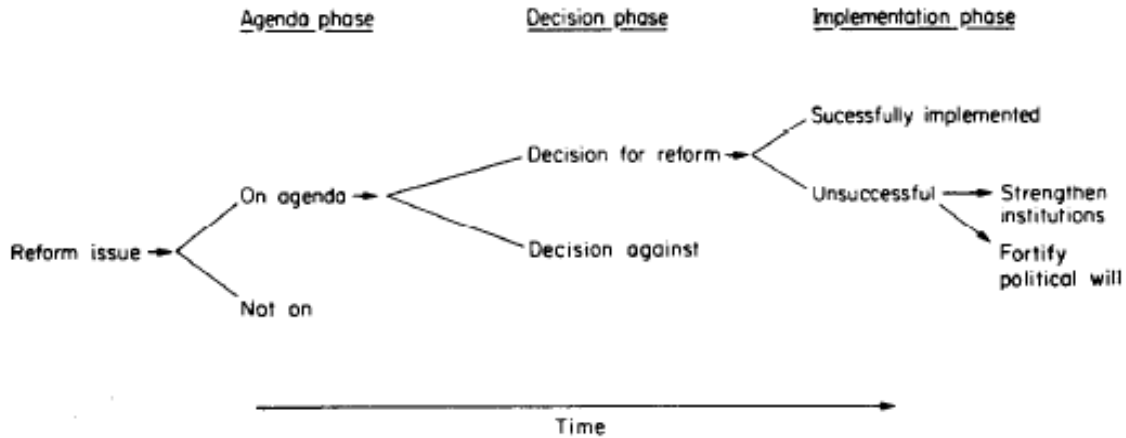 Agenda phase
Decision phase
Implementation phase
Sucessfully implemented
Decision for reform
On agenda
Unsuccessful
Strengthen
institutions
Reform issue
Decision against
Fortify
political will
Not on
Time